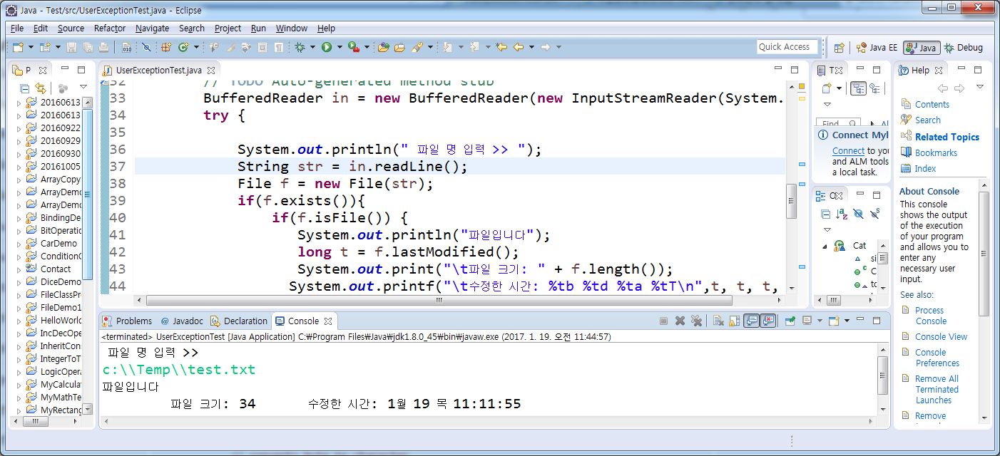 Java - Test/src/UserExceptionTest.java - Eclipse
File Edit Source Refactor Navigate Search Project Run Window Help
Quick Access
Java EE
Java
Debug
P
20160613
20160613
20160922
20160929
20160930
20161005
ArrayCopy
ArrayDemo
ArrayDemo
BindingDe
BitOperatic
CarDemo
Condition
Contact
DiceDemo
FileClassPr
FileDemo1
HelloWorld
IncDecOpe
InheritCon
IntegerToT
LogicOpera
MyCalcula
MyMathTe
MyRectang
UserExceptionTest.java
32 // TODO Auto-generated method stub
33 BufferedReader in = new BufferedReader(new InputStreamReader(System.
34 try {
35
36 System.out.println(" 파일 명 입력 >> ");
37 String str = in.readLine();
38 File f = new File(str);
39 if(f.exists()){
40 if(f.isFile()) {
41 System.out.println("파일입니다");
42 long t = f.lastModified();
43 System.out.print("\t파일 크기: " + f.length());
44 System.out.printf("\t수정한 시간: %tb %td %ta %tT\n",t, t, t,
Problems @ Javadoc Declaration Console
<terminated> UserExceptionTest [Java Application] C:₩Program Files₩Java₩jdk1.8.0_45₩bin₩javaw.exe (2017. 1. 19. 오전 11:44:57)
파일 명 입력 >>
c:\\Temp\\test.txt
파일입니다
파일 크기: 34 수정한 시간: 1월 19 목 11:11:55
T
Find
Al
Connect Myl
Connect to you
and ALM tools
a local task.
O
Cat
si
C
to
Help
Contents
Search
Related Topics
Bookmarks
Index
About Console
This console
shows the output
of the execution
of your program
and allows you to
enter any
necessary user
input.
See also:
Process
Console
Console View
Console
Preferences
Remove All
Terminated
Launches
Remove